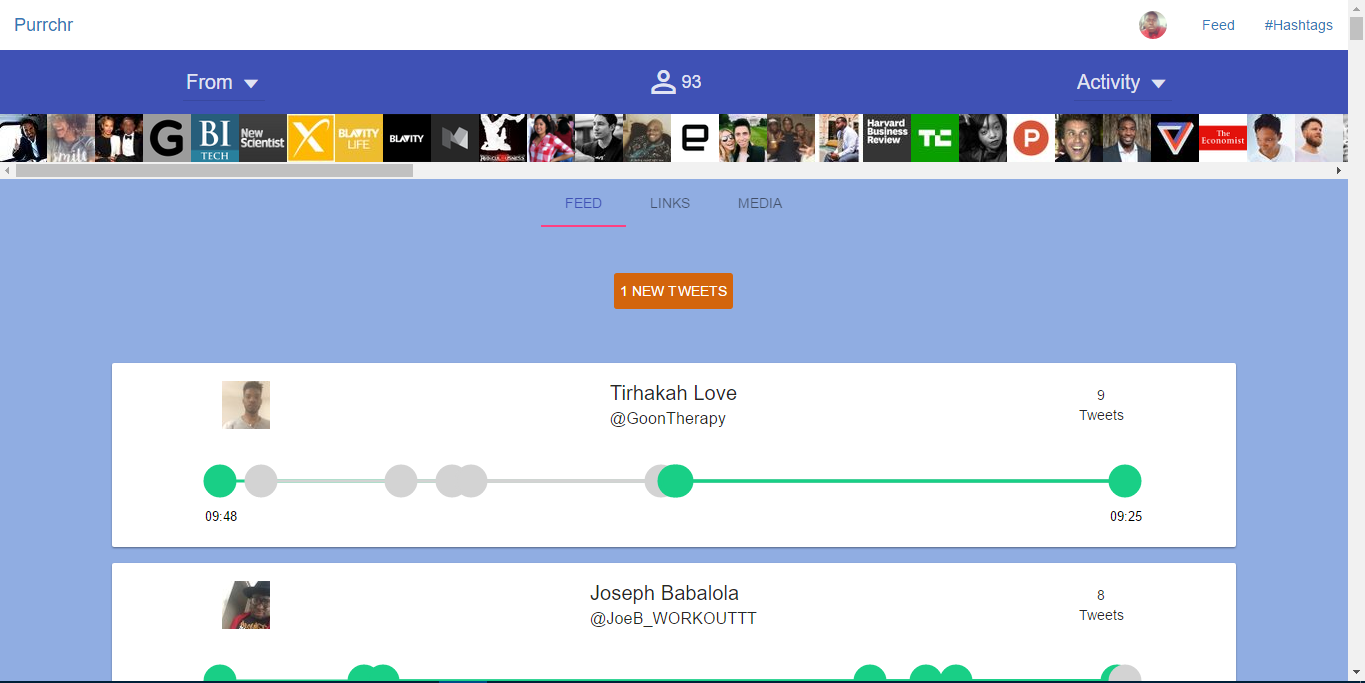 Purrchr
Feed
#Hashtags
From
93
Activity
G
BI
TECH
New
Scientist
X
BLAVITY
LIFE
BLAVITY
e
Harvard
Business
Review
TC
P
The
Economist
FEED
LINKS
MEDIA
1 NEW TWEETS
Tirhakah Love
@GoonTherapy
9
Tweets
09:48
09:25
Joseph Babalola
@JoeB_WORKOUTTT
8
Tweets